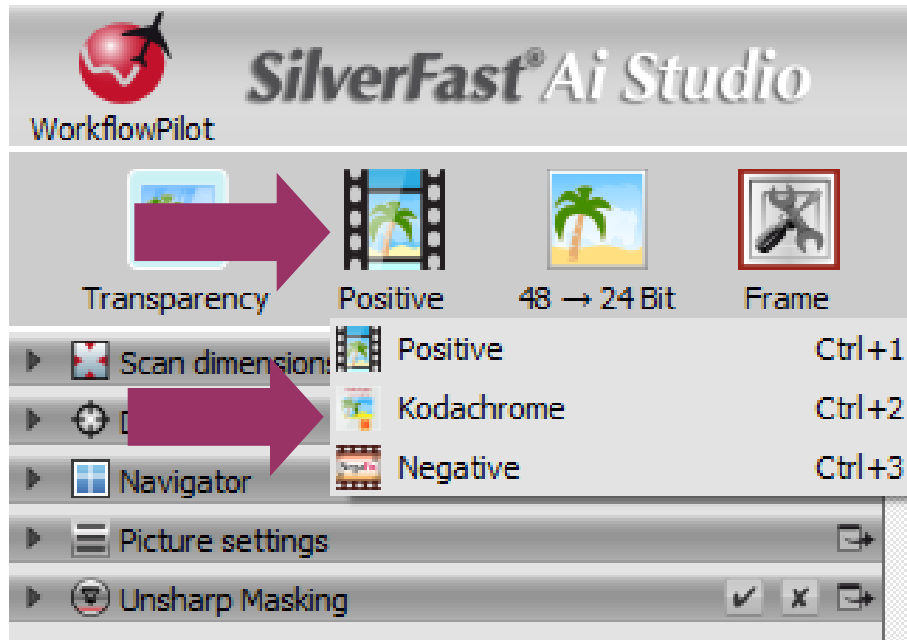 SilverFast® Ai Studio
WorkflowPilot
Transparency
Positive
48 → 24 Bit
Frame
Positive Ctrl+1
Kodachrome Ctrl+2
Negative Ctrl+3
Scan dimensions
Navigator
Picture settings
Unsharp Masking